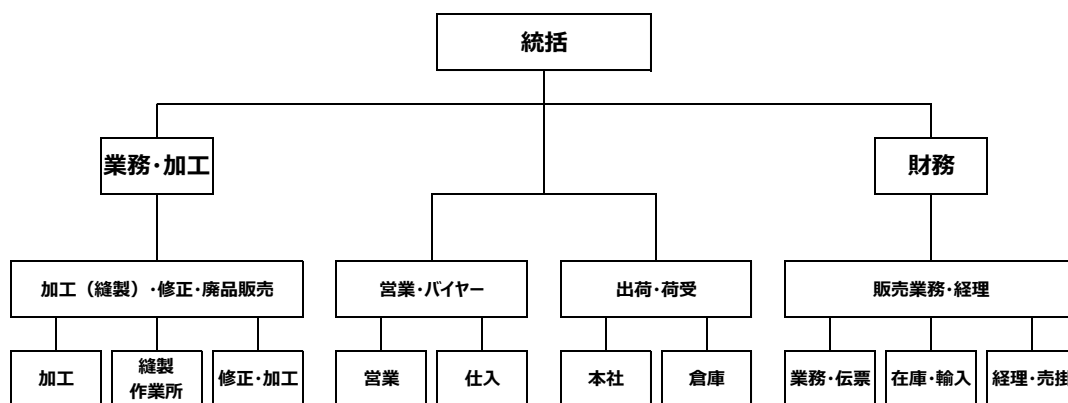 統括
業務・加工
財務
加工（縫製）・修正・廃品販売
営業・バイヤー
出荷・荷受
販売業務・経理
加工
縫製
作業所
修正・加工
営業
仕入
本社
倉庫
業務・伝票
在庫・輸入
経理・売掛